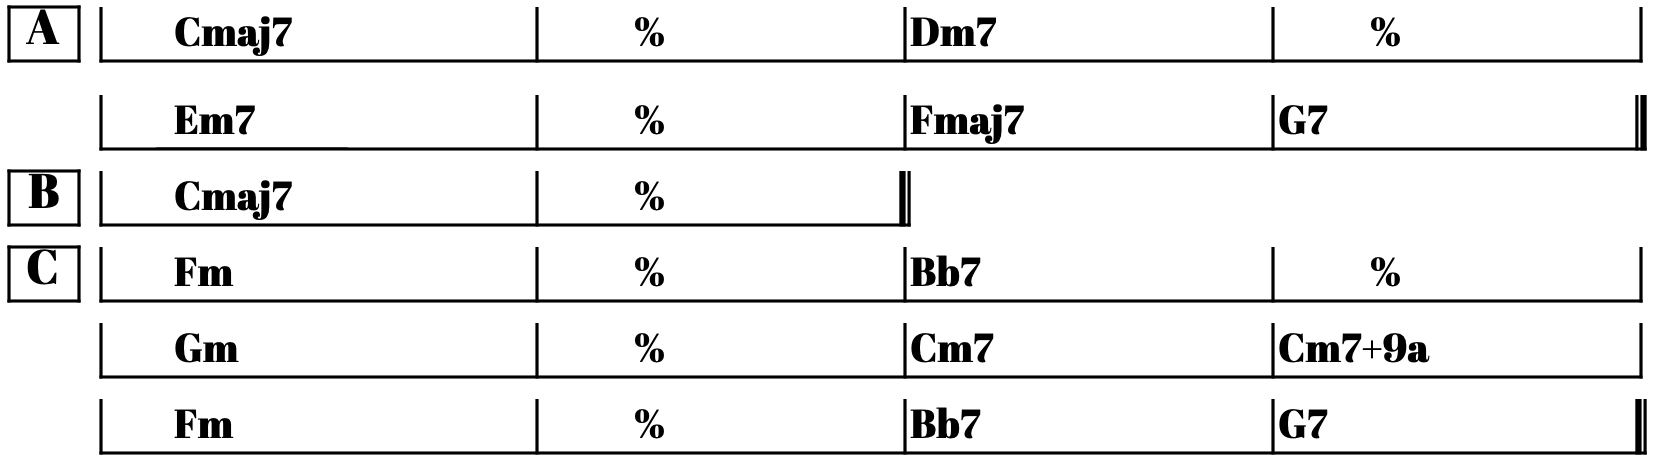 A Cmaj7 % Dm7 %
Em7 % Fmaj7 G7
B Cmaj7 %
C Fm % Bb7 %
Gm % Cm7 Cm7+9a
Fm % Bb7 G7